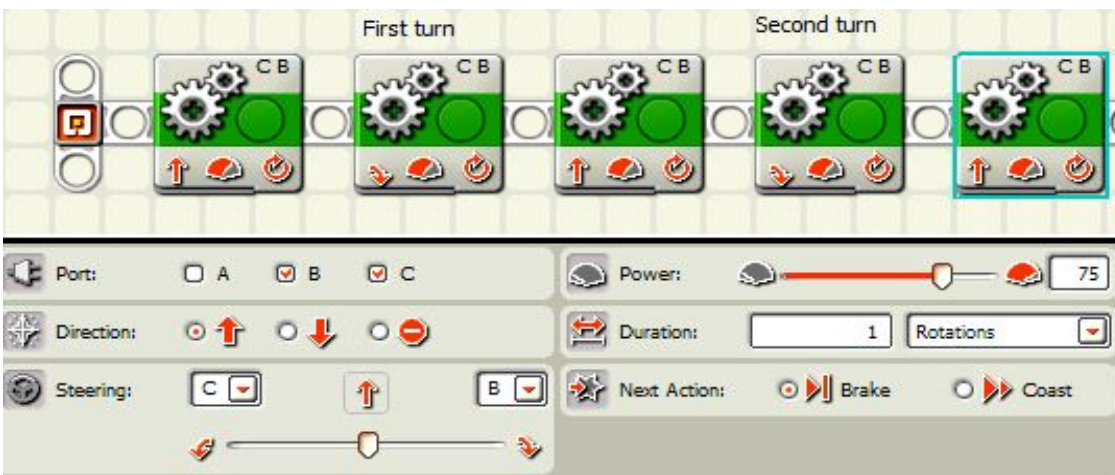 First turn
Second turn
C B
C B
C B
C B
C B
Port:
A
B
C
Power:
75
Direction:
Duration:
1
Rotations
Steering:
C
B
Next Action:
Brake
Coast